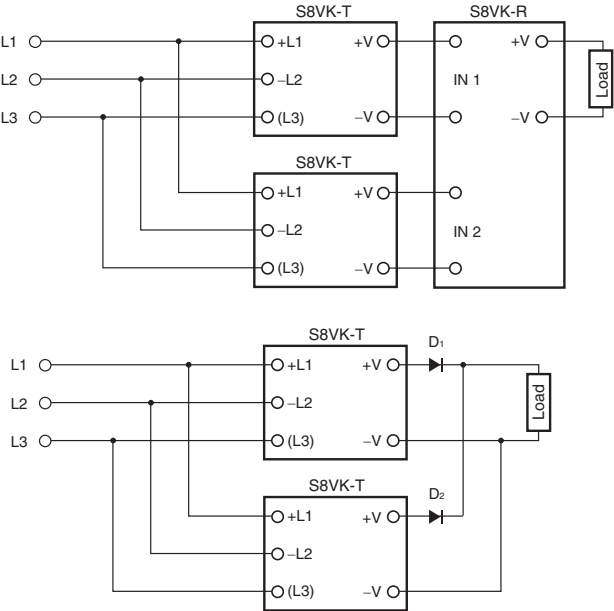 S8VK-T S8VK-R
L1 +L1 +V +V
L2 –L2 IN 1 Load
L3 (L3) –V –V
S8VK-T
+L1 +V
–L2 IN 2
(L3) –V
S8VK-T D1
L1 +L1 +V
L2 –L2 Load
L3 (L3) –V
S8VK-T D2
+L1 +V
–L2
(L3) –V